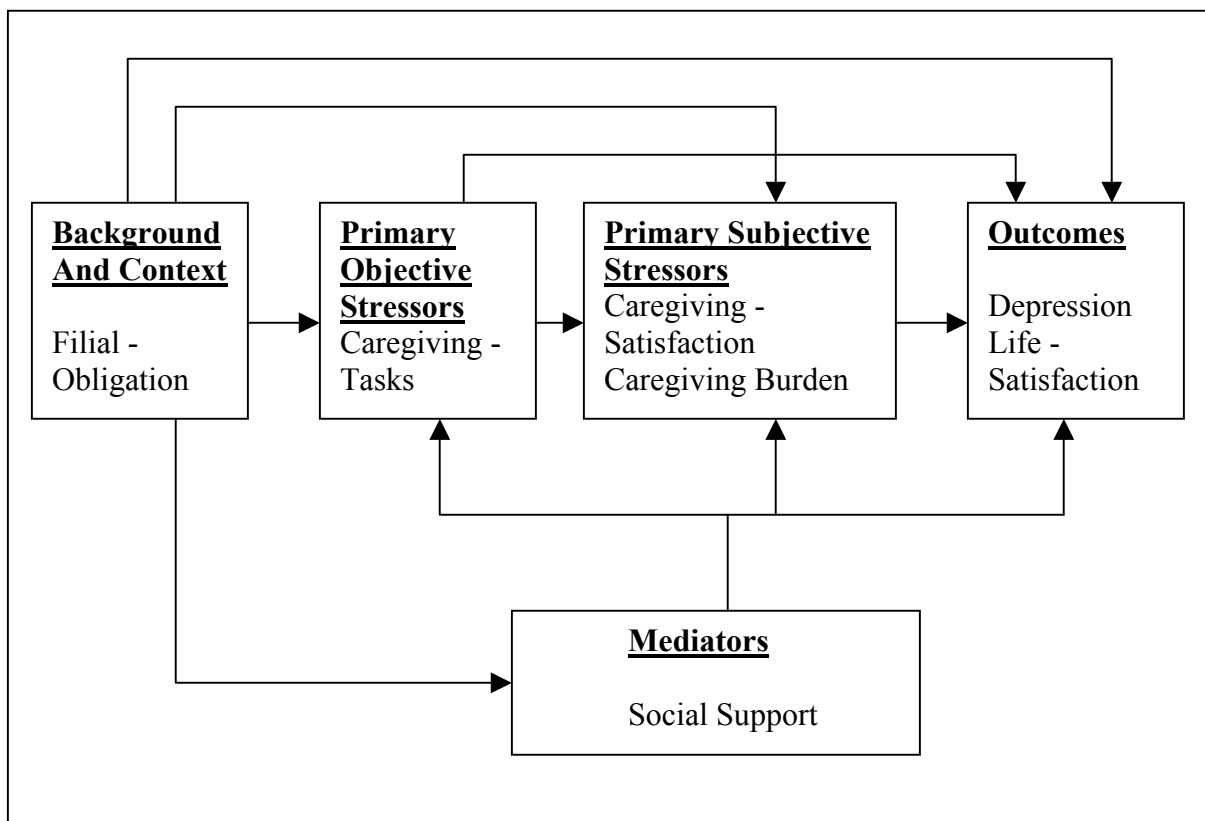 Background
And Context
Filial -
Obligation
Primary
Objective
Stressors
Caregiving -
Tasks
Primary Subjective
Stressors
Caregiving -
Satisfaction
Caregiving Burden
Outcomes
Depression
Life -
Satisfaction
Mediators
Social Support